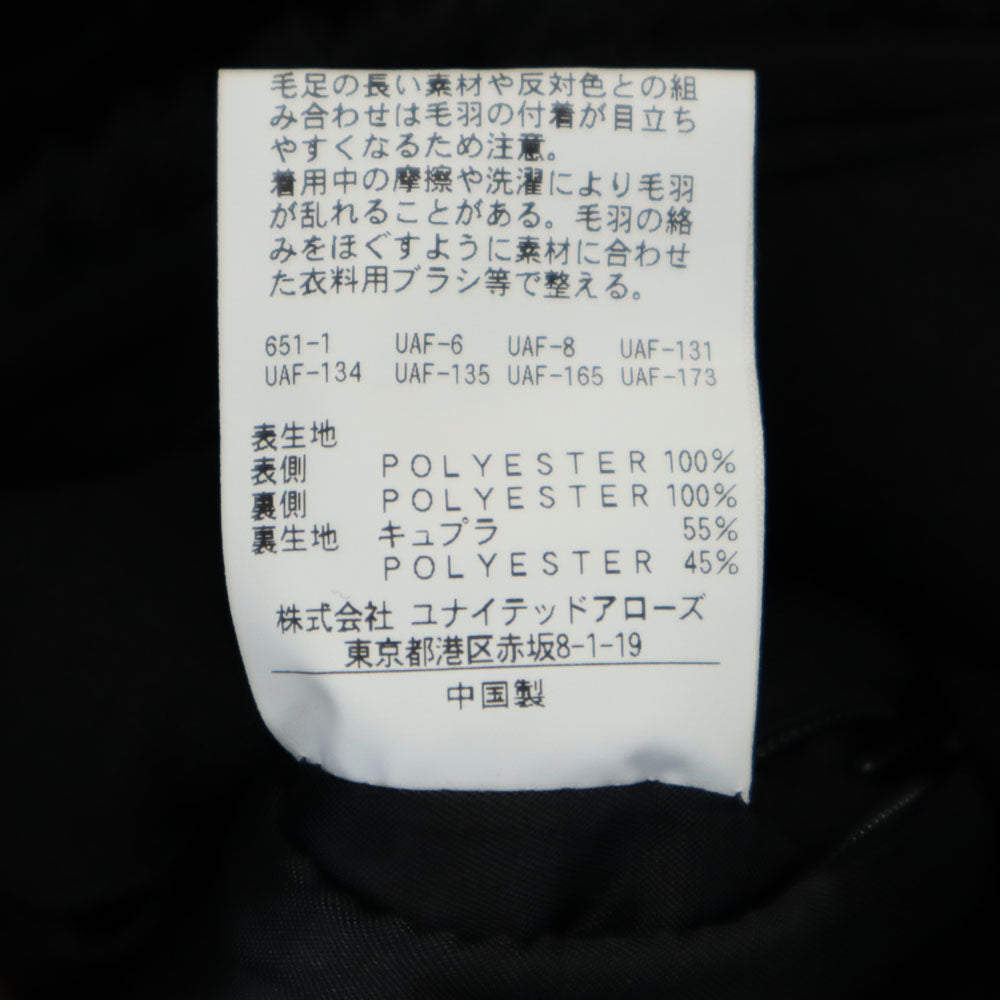 毛足の長い素材や反対色との組
み合わせは毛羽の付着が目立ち
やすくなるため注意。
着用中の摩擦や洗濯により毛羽
が乱れることがある。毛羽の絡
みをほぐすように素材に合わせ
た衣料用ブラシ等で整える。
651-1 UAF-6 UAF-8 UAF-131
UAF-134 UAF-135 UAF-165 UAF-173
表生地
表側 POLYESTER 100%
裏側 POLYESTER 100%
裏生地 キュプラ 55%
POLYESTER 45%
株式会社 ユナイテッドアローズ
東京都港区赤坂8-1-19
中国製